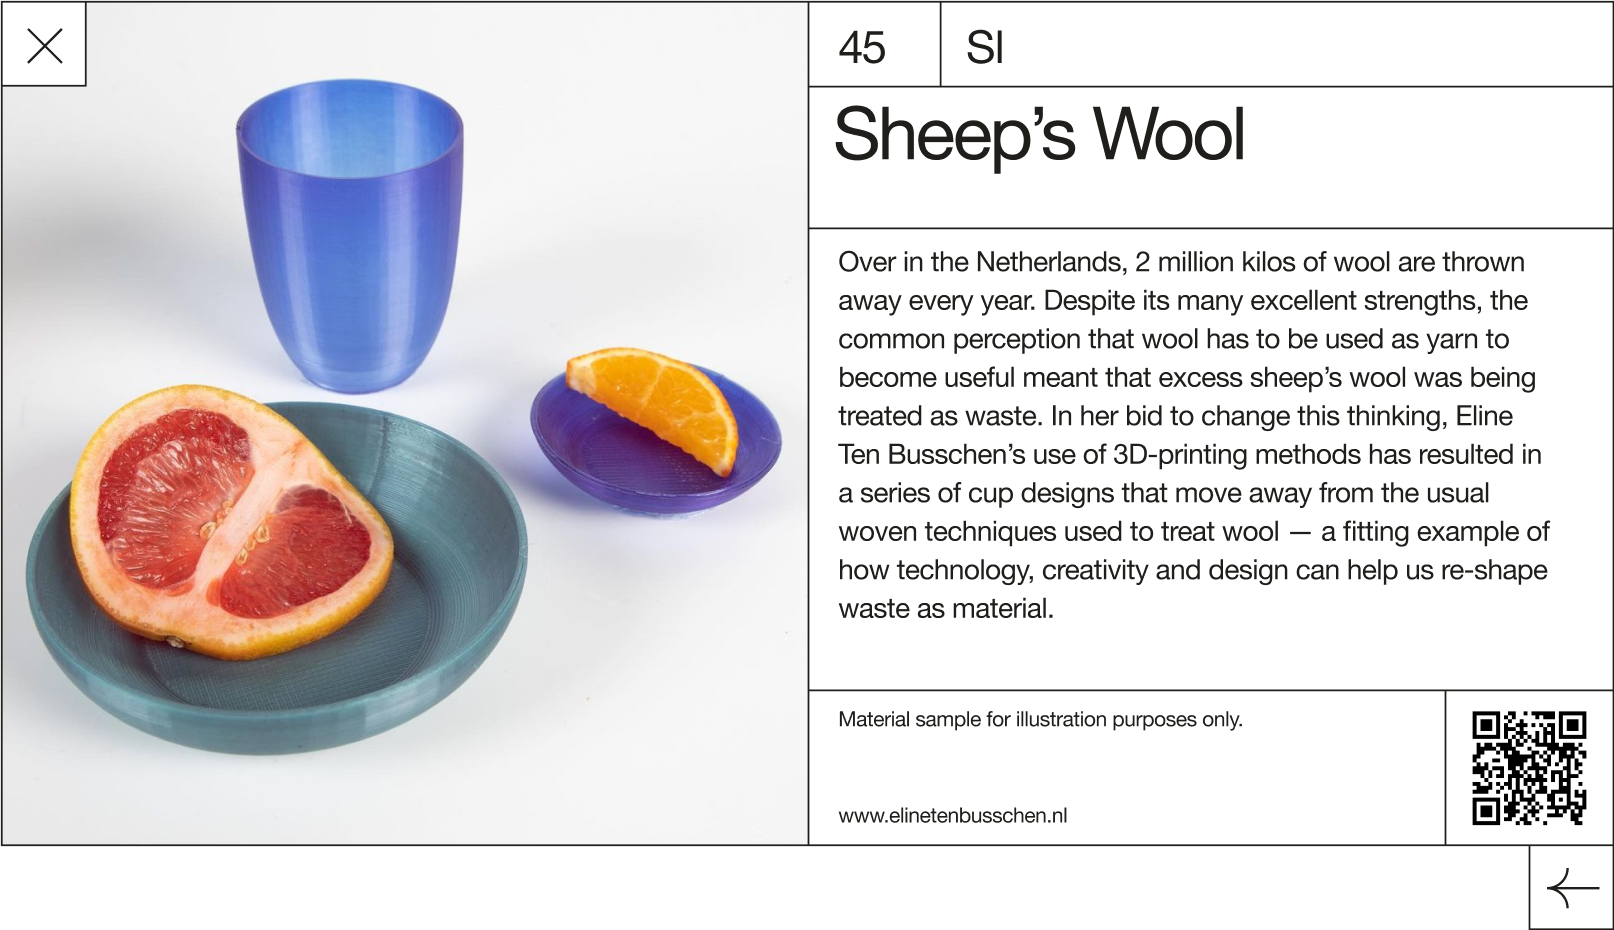 45
SI
Sheep’s Wool
Over in the Netherlands, 2 million kilos of wool are thrown
away every year. Despite its many excellent strengths, the
common perception that wool has to be used as yarn to
become useful meant that excess sheep’s wool was being
treated as waste. In her bid to change this thinking, Eline
Ten Busschen’s use of 3D-printing methods has resulted in
a series of cup designs that move away from the usual
woven techniques used to treat wool — a fitting example of
how technology, creativity and design can help us re-shape
waste as material.
Material sample for illustration purposes only.
www.elinetenbusschen.nl